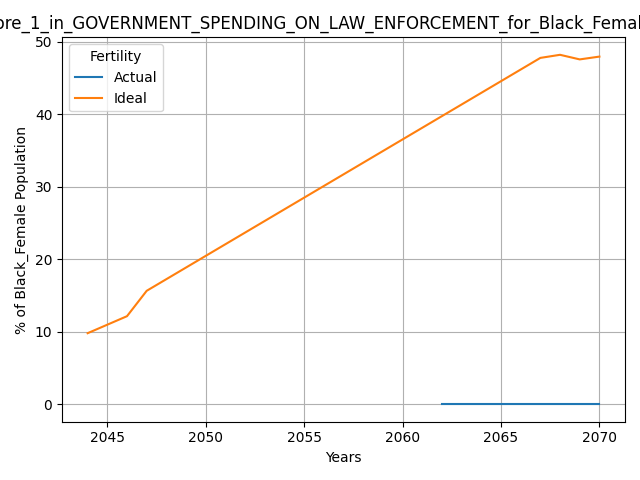 ore_1_in_GOVERNMENT_SPENDING_ON_LAW_ENFORCEMENT_for_Black_Femal
50
40
30
20
10
0
% of Black_Female Population
Fertility
Actual
Ideal
2045
2050
2055
2060
2065
2070
Years